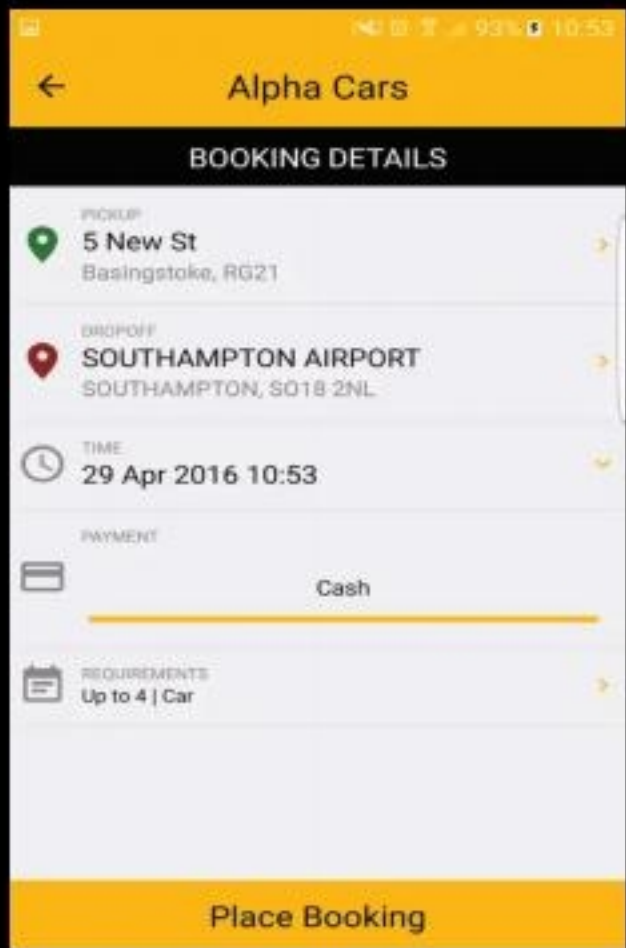 93% 10:53
Alpha Cars
BOOKING DETAILS
PICKUP
5 New St
Basingstoke, RG21
DROPOFF
SOUTHAMPTON AIRPORT
SOUTHAMPTON, SO18 2NL
TIME
29 Apr 2016 10:53
PAYMENT
Cash
REQUIREMENTS
Up to 4 | Car
Place Booking